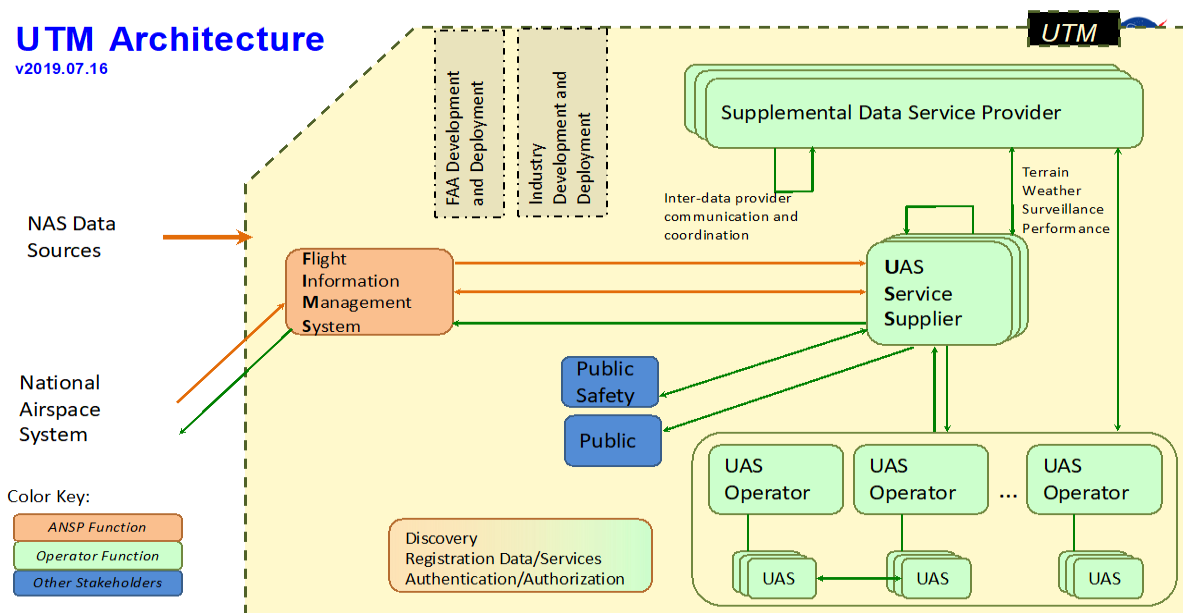 UTM Architecture
v2019.07.16
UTM
FAA Development
and Deployment
Industry
Development and
Deployment
Supplemental Data Service Provider
Inter-data provider
communication and
coordination
Terrain
Weather
Surveillance
Performance
NAS Data
Sources
Flight
Information
Management
System
UAS
Service
Supplier
National
Airspace
System
Public
Safety
Public
UAS
Operator
UAS
Operator
...
UAS
Operator
UAS
UAS
UAS
Discovery
Registration Data/Services
Authentication/Authorization
Color Key:
ANSP Function
Operator Function
Other Stakeholders